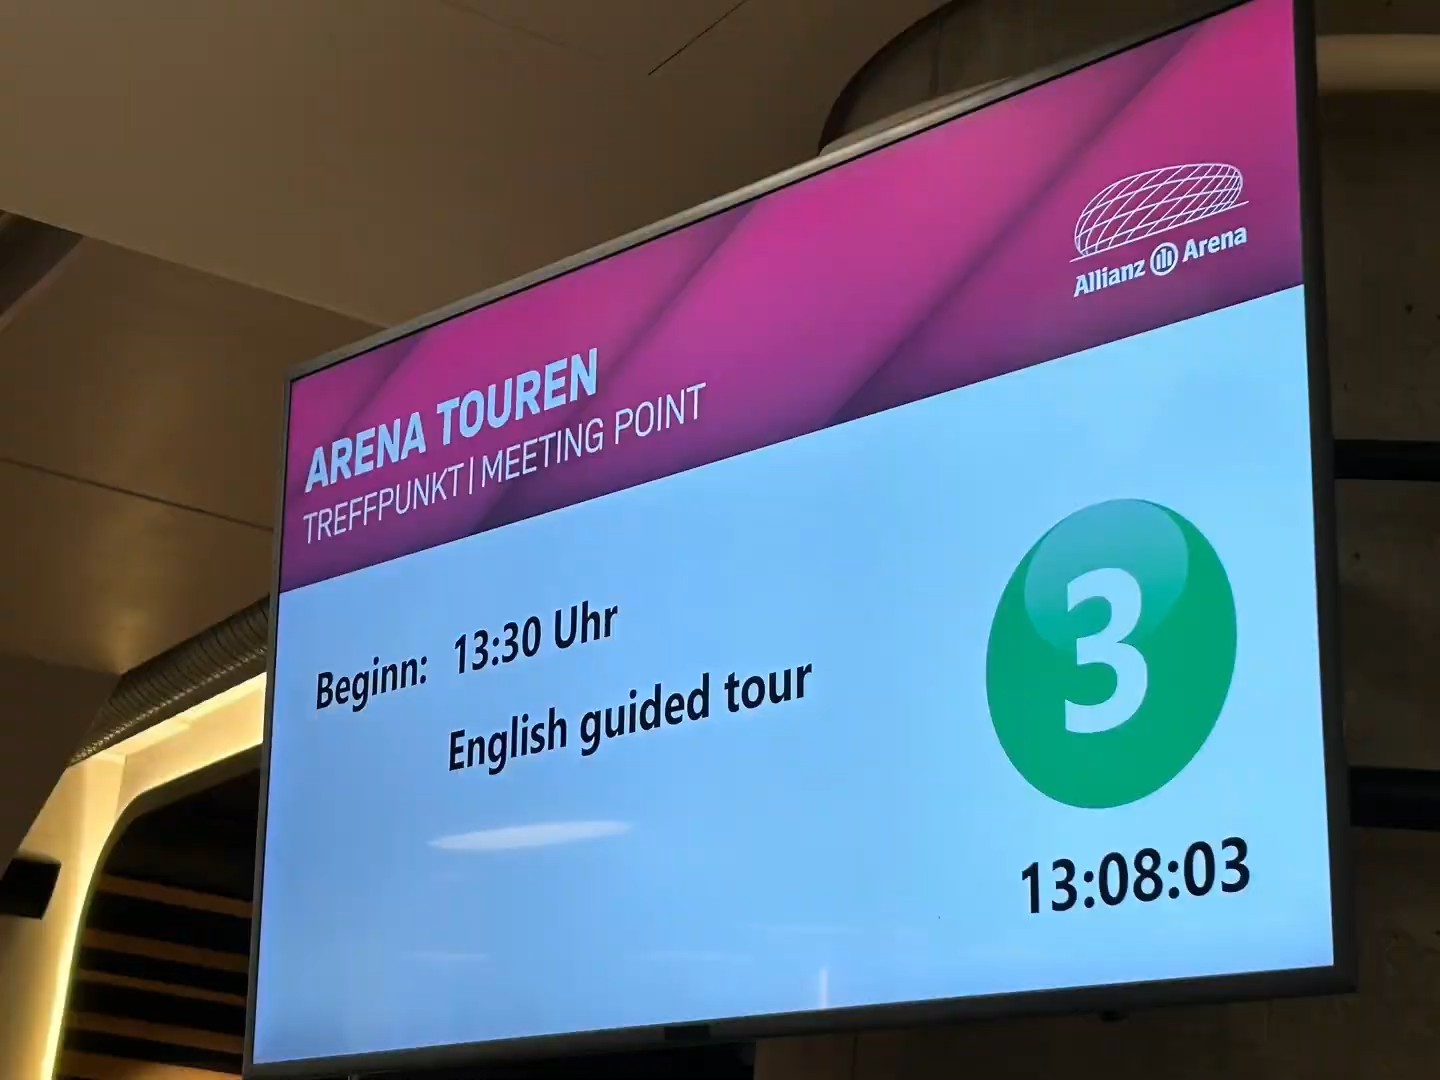 Allianz Arena
ARENA TOUREN
TREFFPUNKT | MEETING POINT
Beginn: 13:30 Uhr
English guided tour
3
13:08:03